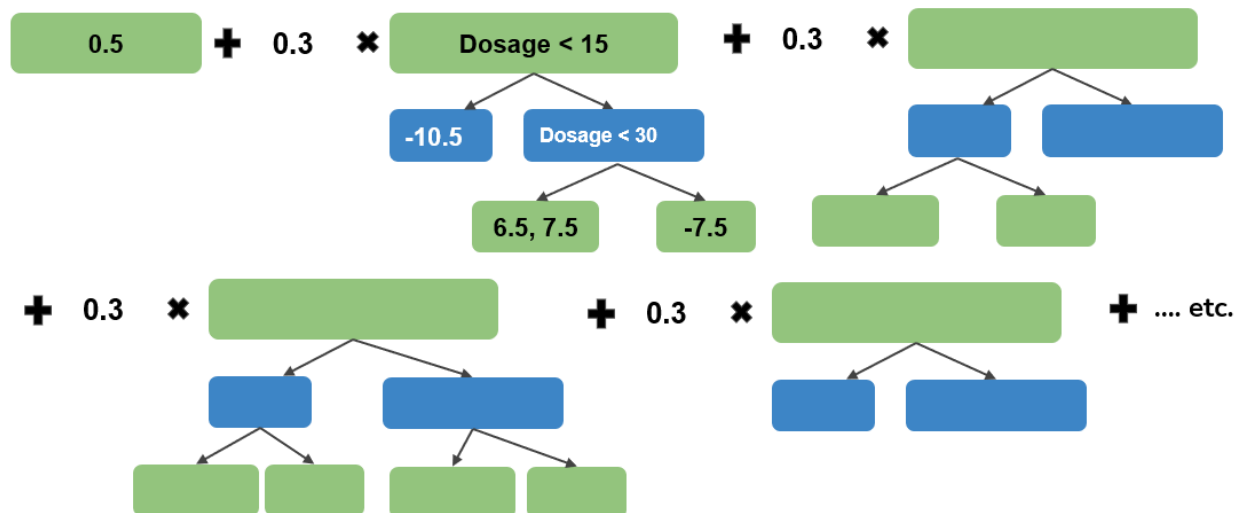 0.5 + 0.3 × Dosage < 15 + 0.3 ×
-10.5 Dosage < 30
6.5, 7.5 -7.5
+ 0.3 × + 0.3 × + .... etc.